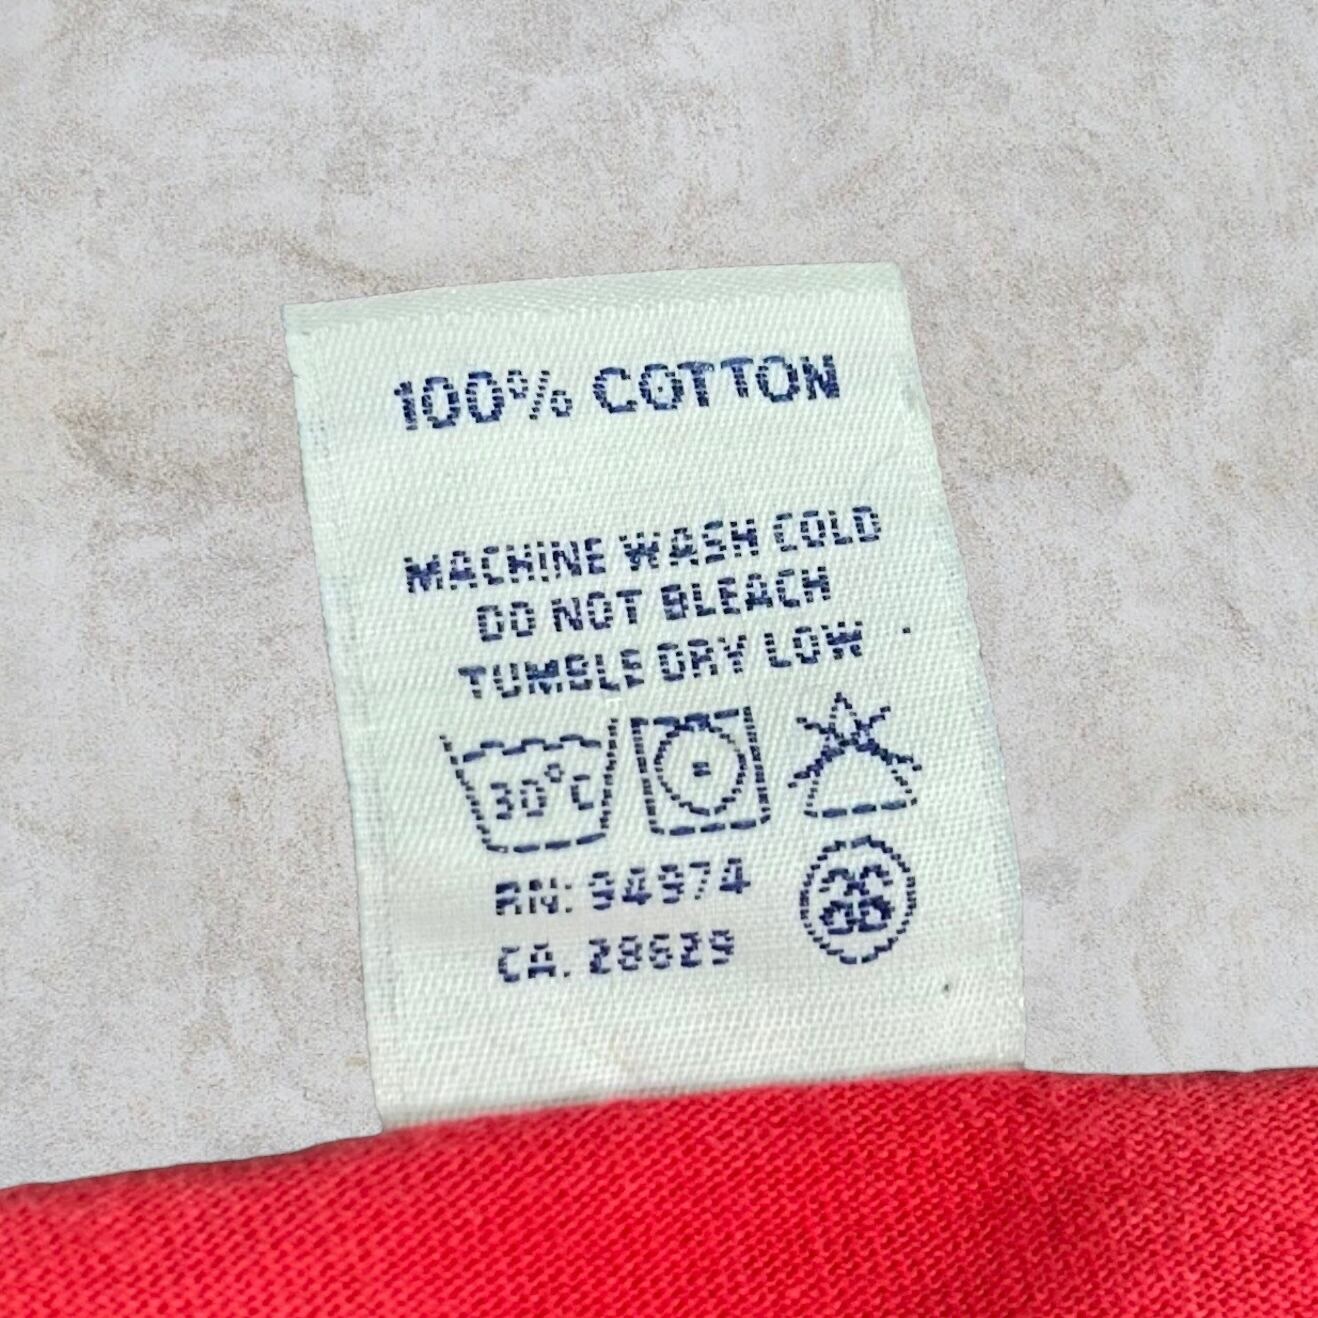 100% COTTON
MACHINE WASH COLD
DO NOT BLEACH
TUMBLE DRY LOW
30°C
RN: 94974
CA. 28629